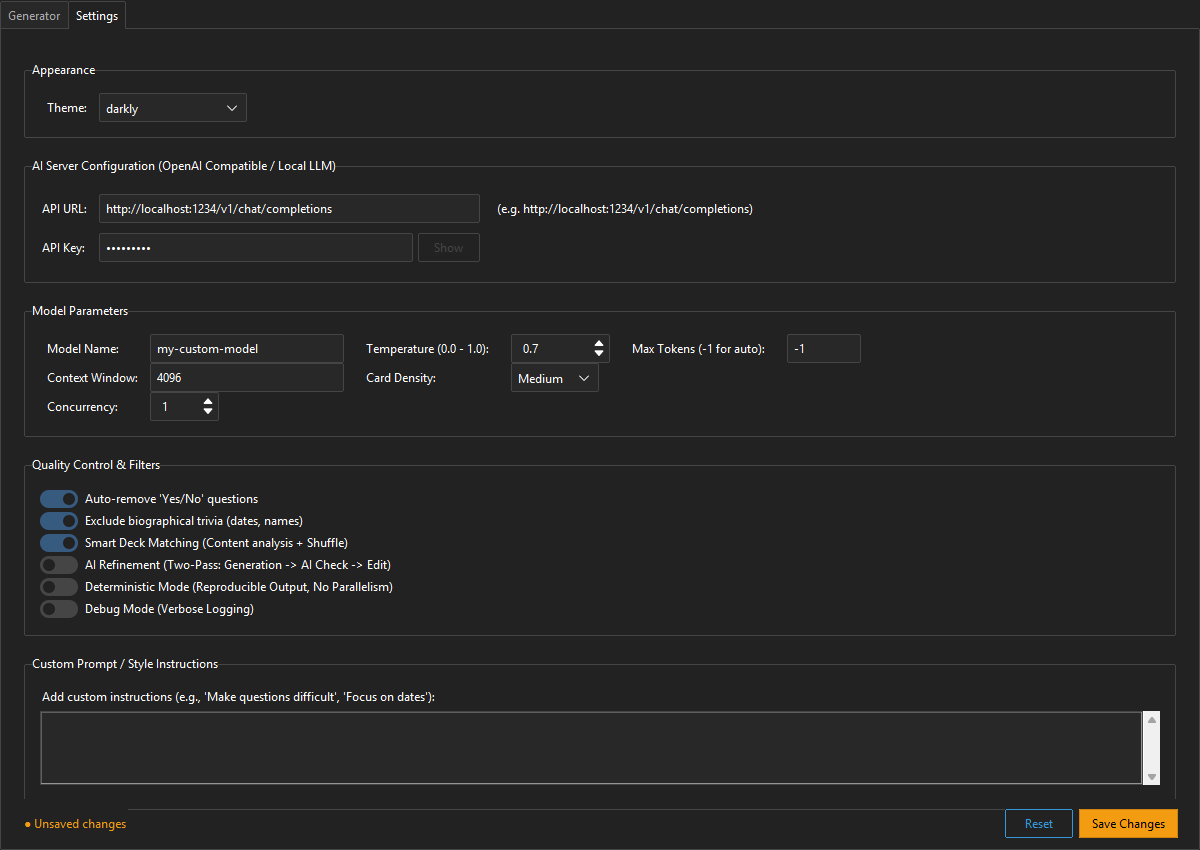 Generator Settings
Appearance
Theme: darkly
AI Server Configuration (OpenAI Compatible / Local LLM)
API URL: http://localhost:1234/v1/chat/completions (e.g. http://localhost:1234/v1/chat/completions)
API Key: ••••••••• Show
Model Parameters
Model Name: my-custom-model Temperature (0.0 - 1.0): 0.7 Max Tokens (-1 for auto): -1
Context Window: 4096 Card Density: Medium
Concurrency: 1
Quality Control & Filters
Auto-remove 'Yes/No' questions
Exclude biographical trivia (dates, names)
Smart Deck Matching (Content analysis + Shuffle)
AI Refinement (Two-Pass: Generation -> AI Check -> Edit)
Deterministic Mode (Reproducible Output, No Parallelism)
Debug Mode (Verbose Logging)
Custom Prompt / Style Instructions
Add custom instructions (e.g., 'Make questions difficult', 'Focus on dates'):
● Unsaved changes Reset Save Changes